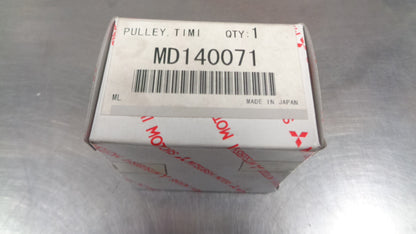 PULLEY,TIMI QTY:1
MD140071
ML
MADE IN JAPAN